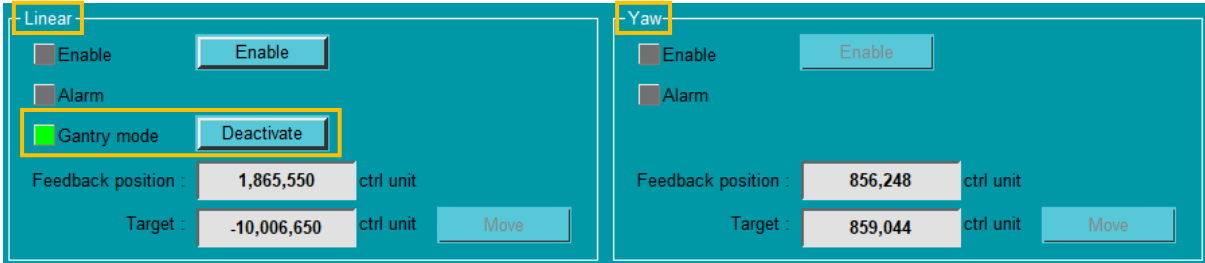 Linear
Enable Enable
Alarm
Gantry mode Deactivate
Feedback position : 1,865,550 ctrl unit
Target : -10,006,650 ctrl unit Move
Yaw
Enable Enable
Alarm
Feedback position : 856,248 ctrl unit
Target : 859,044 ctrl unit Move